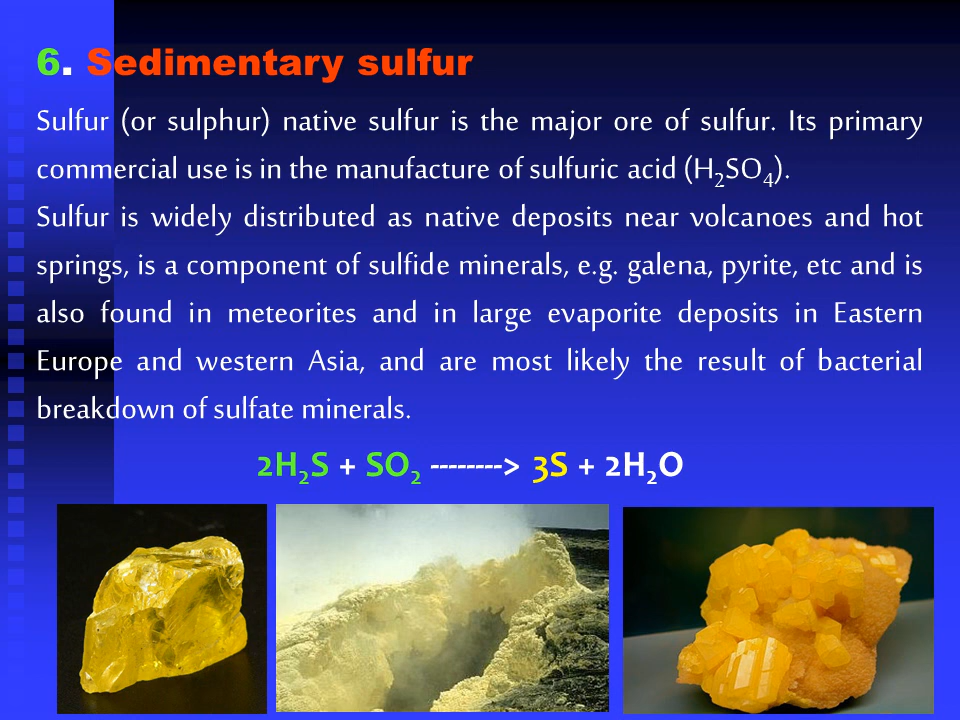 6. Sedimentary sulfur
Sulfur (or sulphur) native sulfur is the major ore of sulfur. Its primary
commercial use is in the manufacture of sulfuric acid (H₂SO₄).
Sulfur is widely distributed as native deposits near volcanoes and hot
springs, is a component of sulfide minerals, e.g. galena, pyrite, etc and is
also found in meteorites and in large evaporite deposits in Eastern
Europe and western Asia, and are most likely the result of bacterial
breakdown of sulfate minerals.
2H₂S + SO₂ --------> 3S + 2H₂O